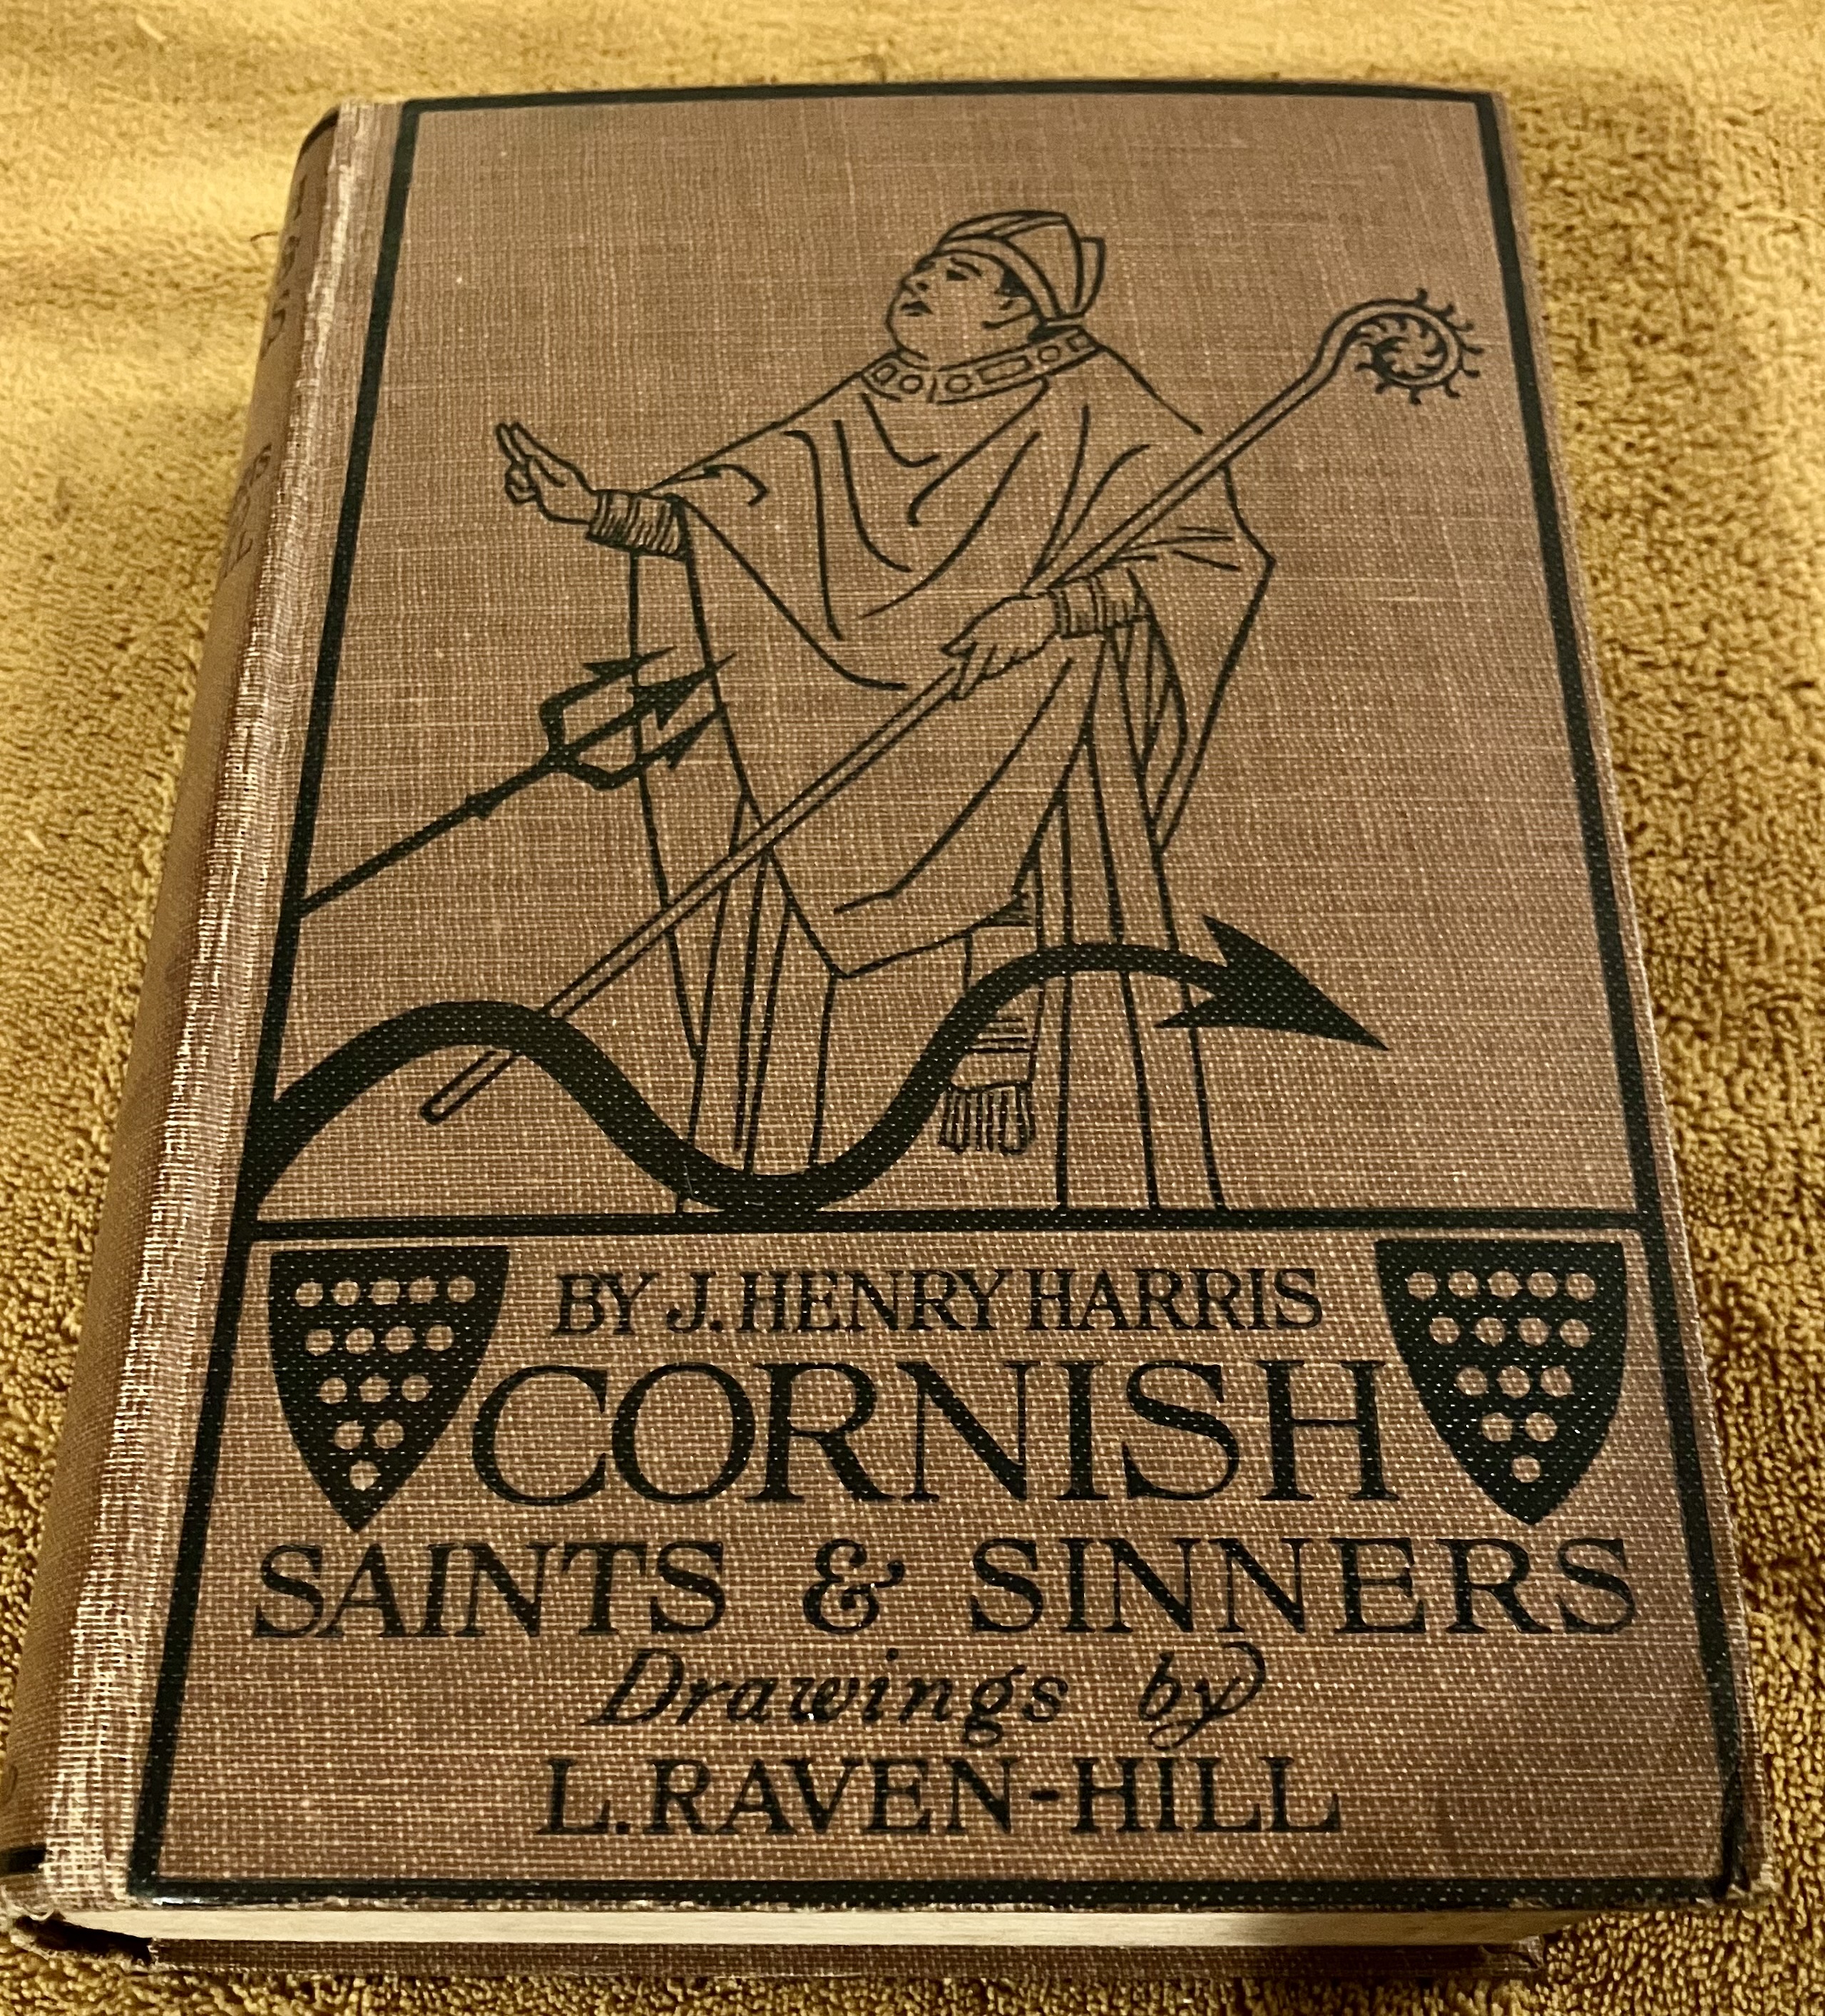 BY J. HENRY HARRIS
CORNISH
SAINTS & SINNERS
Drawings by
L. RAVEN-HILL